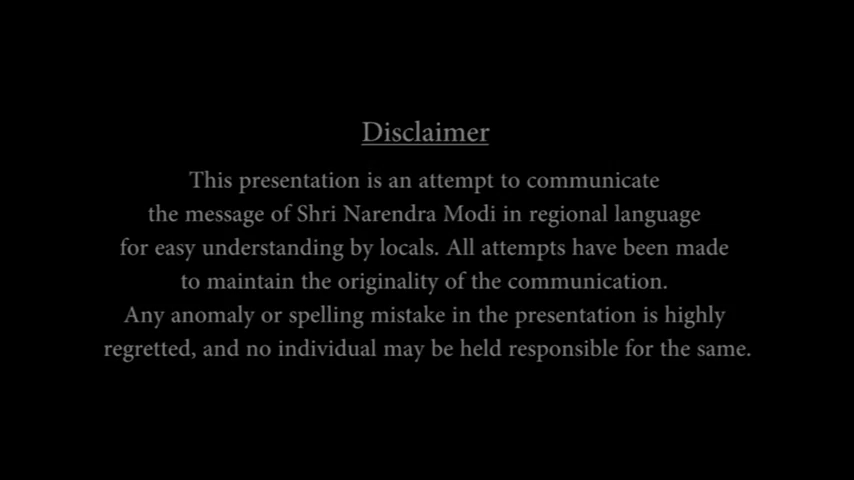 Disclaimer
This presentation is an attempt to communicate
the message of Shri Narendra Modi in regional language
for easy understanding by locals. All attempts have been made
to maintain the originality of the communication.
Any anomaly or spelling mistake in the presentation is highly
regretted, and no individual may be held responsible for the same.